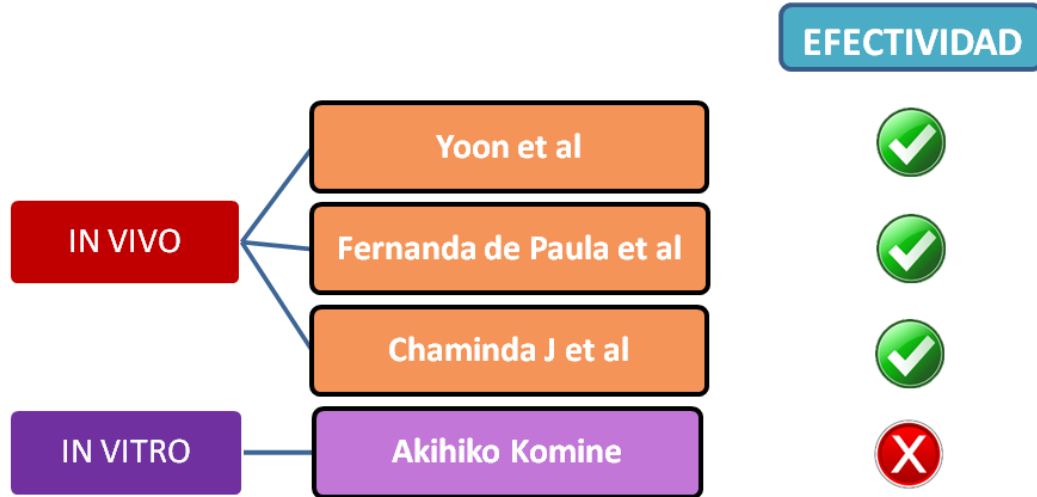 EFECTIVIDAD
Yoon et al
IN VIVO
Fernanda de Paula et al
Chaminda J et al
IN VITRO
Akihiko Komine
X